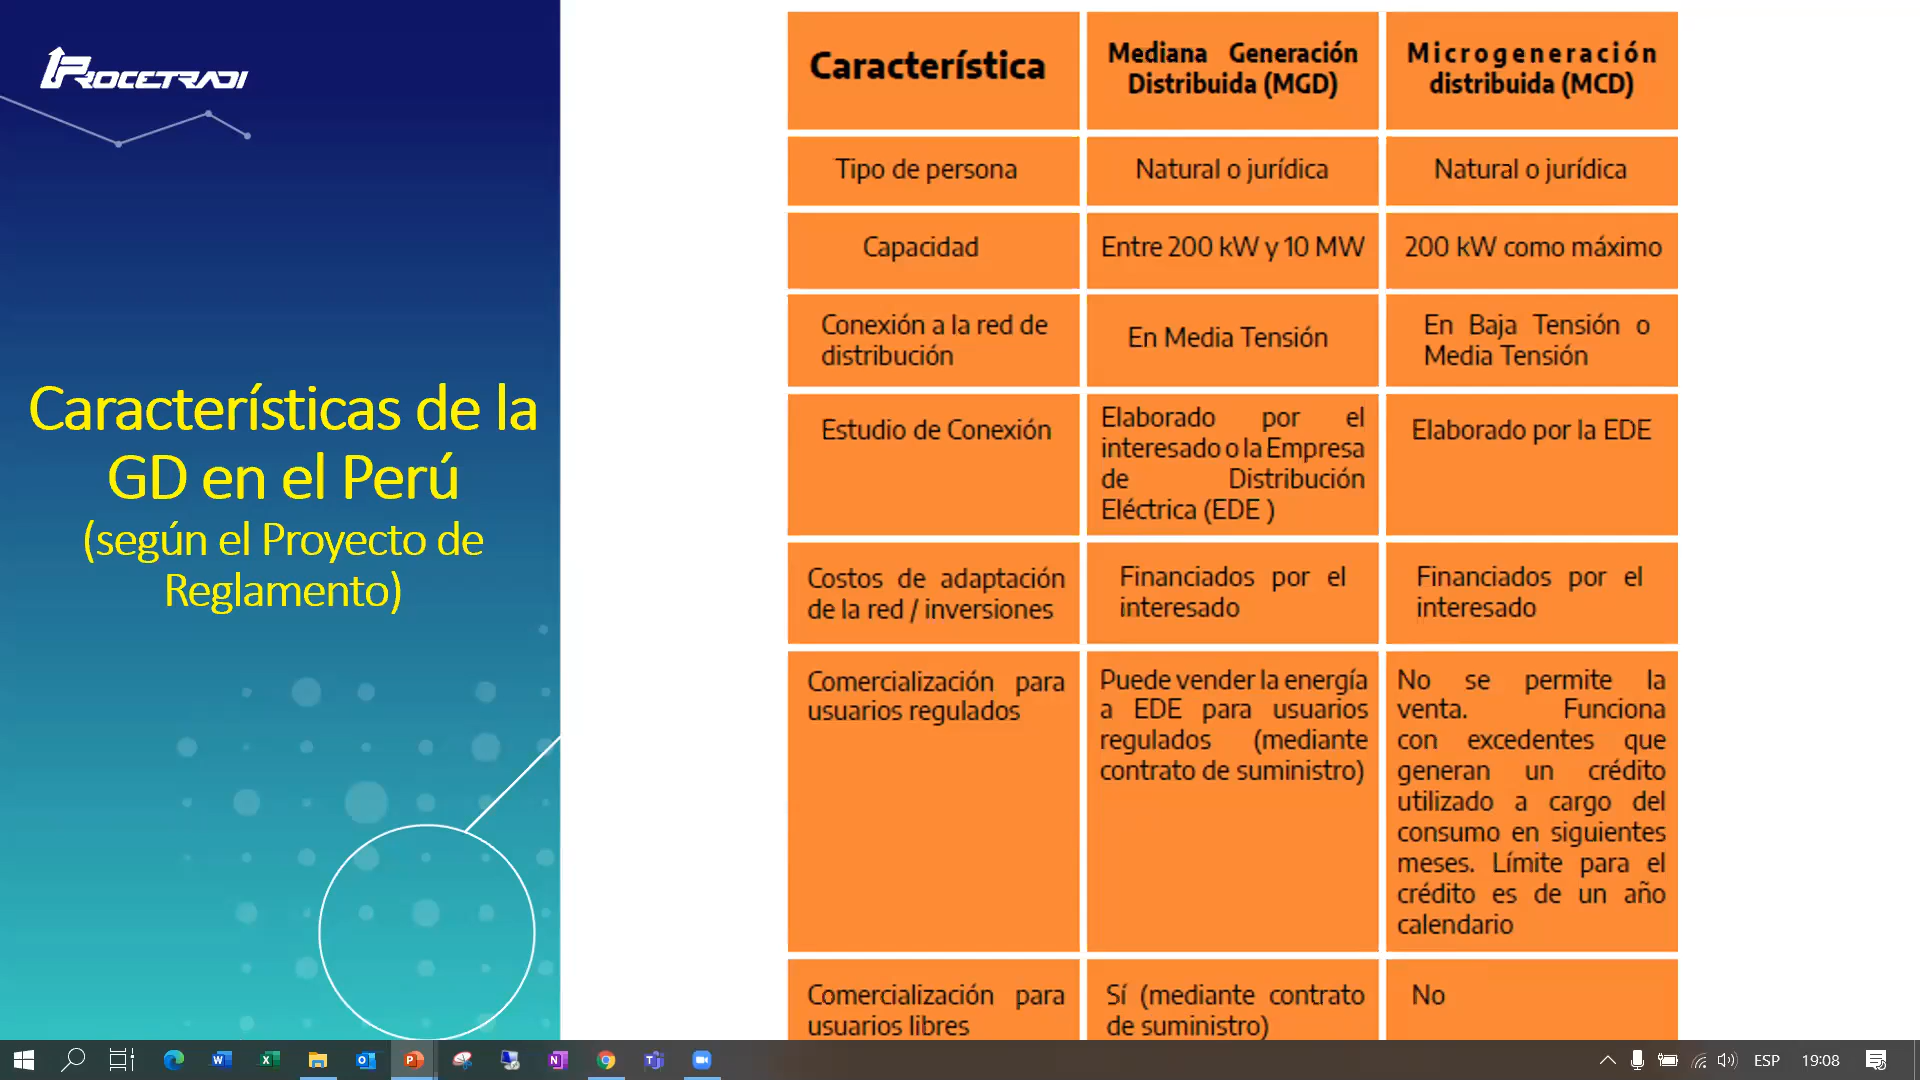 PROCETRADI
Características de la
GD en el Perú
(según el Proyecto de
Reglamento)
Característica
Mediana Generación
Distribuida (MGD)
Microgeneración
distribuida (MCD)
Tipo de persona
Natural o jurídica
Natural o jurídica
Capacidad
Entre 200 kW y 10 MW
200 kW como máximo
Conexión a la red de
distribución
En Media Tensión
En Baja Tensión o
Media Tensión
Estudio de Conexión
Elaborado por el
interesado o la Empresa
de Distribución
Eléctrica (EDE )
Elaborado por la EDE
Costos de adaptación
de la red / inversiones
Financiados por el
interesado
Financiados por el
interesado
Comercialización para
usuarios regulados
Puede vender la energía
a EDE para usuarios
regulados (mediante
contrato de suministro)
No se permite la
venta. Funciona
con excedentes que
generan un crédito
utilizado a cargo del
consumo en siguientes
meses. Límite para el
crédito es de un año
calendario
Comercialización para
usuarios libres
Sí (mediante contrato
de suministro)
No
ESP
19:08